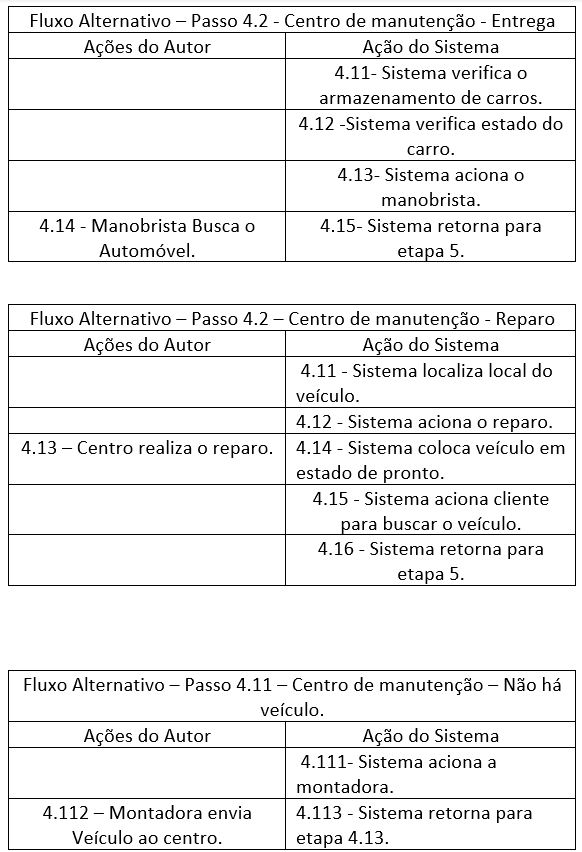 Fluxo Alternativo – Passo 4.2 - Centro de manutenção - Entrega
Ações do Autor
Ação do Sistema
4.11- Sistema verifica o
armazenamento de carros.
4.12 -Sistema verifica estado do
carro.
4.13- Sistema aciona o
manobrista.
4.14 - Manobrista Busca o
Automóvel.
4.15- Sistema retorna para
etapa 5.
Fluxo Alternativo – Passo 4.2 – Centro de manutenção - Reparo
Ações do Autor
Ação do Sistema
4.11 - Sistema localiza local do
veículo.
4.12 - Sistema aciona o reparo.
4.13 – Centro realiza o reparo.
4.14 - Sistema coloca veículo em
estado de pronto.
4.15 - Sistema aciona cliente
para buscar o veículo.
4.16 - Sistema retorna para
etapa 5.
Fluxo Alternativo – Passo 4.11 – Centro de manutenção – Não há
veículo.
Ações do Autor
Ação do Sistema
4.111- Sistema aciona a
montadora.
4.112 – Montadora envia
Veículo ao centro.
4.113 - Sistema retorna para
etapa 4.13.